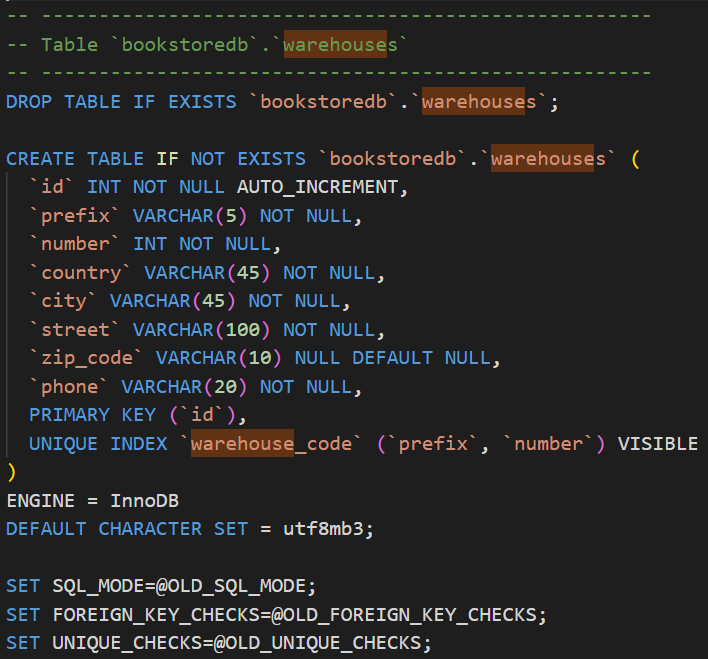 -- -----------------------------------------------------
-- Table `bookstoredb`.`warehouses`
-- -----------------------------------------------------
DROP TABLE IF EXISTS `bookstoredb`.`warehouses`;

CREATE TABLE IF NOT EXISTS `bookstoredb`.`warehouses` (
  `id` INT NOT NULL AUTO_INCREMENT,
  `prefix` VARCHAR(5) NOT NULL,
  `number` INT NOT NULL,
  `country` VARCHAR(45) NOT NULL,
  `city` VARCHAR(45) NOT NULL,
  `street` VARCHAR(100) NOT NULL,
  `zip_code` VARCHAR(10) NULL DEFAULT NULL,
  `phone` VARCHAR(20) NOT NULL,
  PRIMARY KEY (`id`),
  UNIQUE INDEX `warehouse_code` (`prefix`, `number`) VISIBLE
)
ENGINE = InnoDB
DEFAULT CHARACTER SET = utf8mb3;

SET SQL_MODE=@OLD_SQL_MODE;
SET FOREIGN_KEY_CHECKS=@OLD_FOREIGN_KEY_CHECKS;
SET UNIQUE_CHECKS=@OLD_UNIQUE_CHECKS;